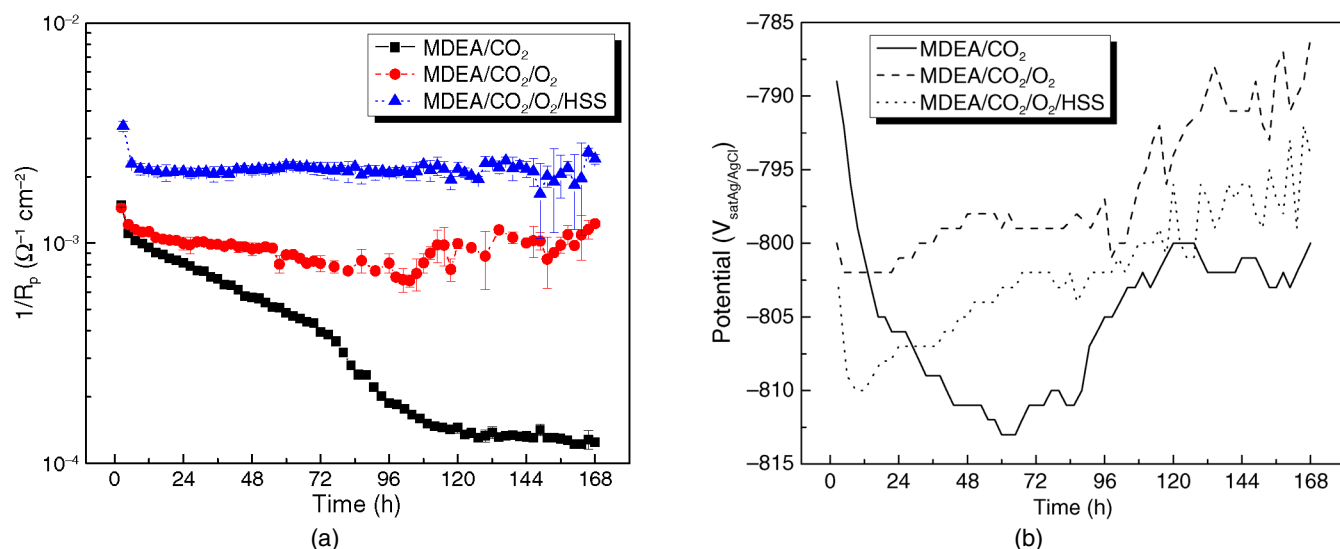 10⁻²
10⁻³
10⁻⁴
1/Rₚ (Ω⁻¹ cm⁻²)
MDEA/CO₂
MDEA/CO₂/O₂
MDEA/CO₂/O₂/HSS
0 24 48 72 96 120 144 168
Time (h)
(a)
–785
–790
–795
–800
–805
–810
–815
Potential (V satAg/AgCl)
MDEA/CO₂
MDEA/CO₂/O₂
MDEA/CO₂/O₂/HSS
0 24 48 72 96 120 144 168
Time (h)
(b)